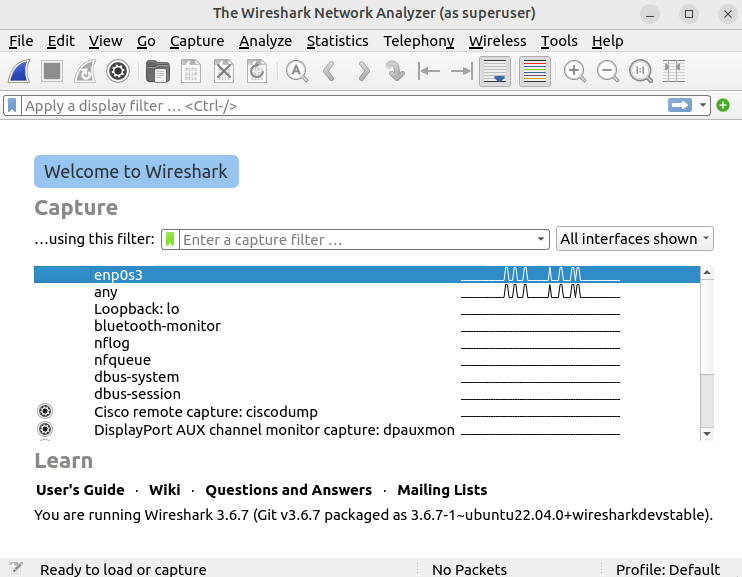 The Wireshark Network Analyzer (as superuser)
File Edit View Go Capture Analyze Statistics Telephony Wireless Tools Help
Apply a display filter … <Ctrl-/>
Welcome to Wireshark
Capture
…using this filter: Enter a capture filter … All interfaces shown
enp0s3
any
Loopback: lo
bluetooth-monitor
nflog
nfqueue
dbus-system
dbus-session
Cisco remote capture: ciscodump
DisplayPort AUX channel monitor capture: dpauxmon
Learn
User's Guide · Wiki · Questions and Answers · Mailing Lists
You are running Wireshark 3.6.7 (Git v3.6.7 packaged as 3.6.7-1~ubuntu22.04.0+wiresharkdevstable).
Ready to load or capture No Packets Profile: Default